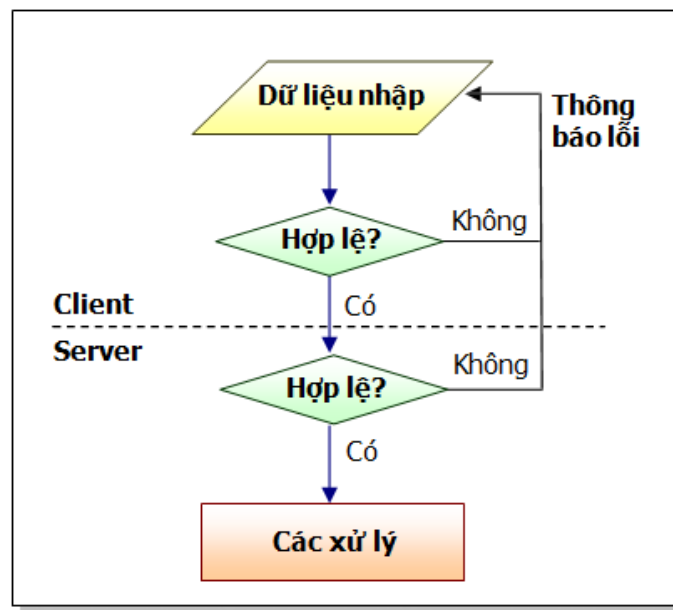 Dữ liệu nhập
Thông
báo lỗi
Không
Hợp lệ?
Client
Có
Server
Không
Hợp lệ?
Có
Các xử lý